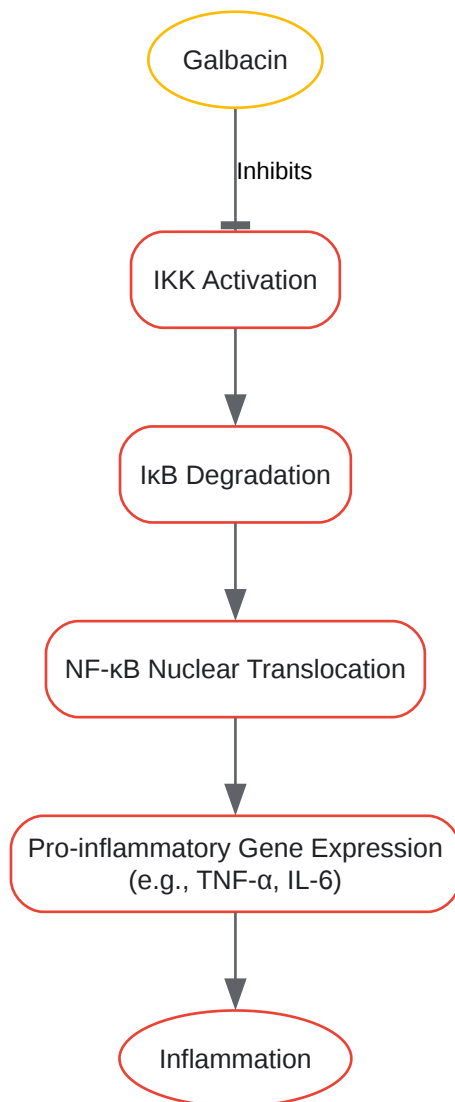 Galbacin
Inhibits
IKK Activation
IκB Degradation
NF-κB Nuclear Translocation
Pro-inflammatory Gene Expression
(e.g., TNF-α, IL-6)
Inflammation